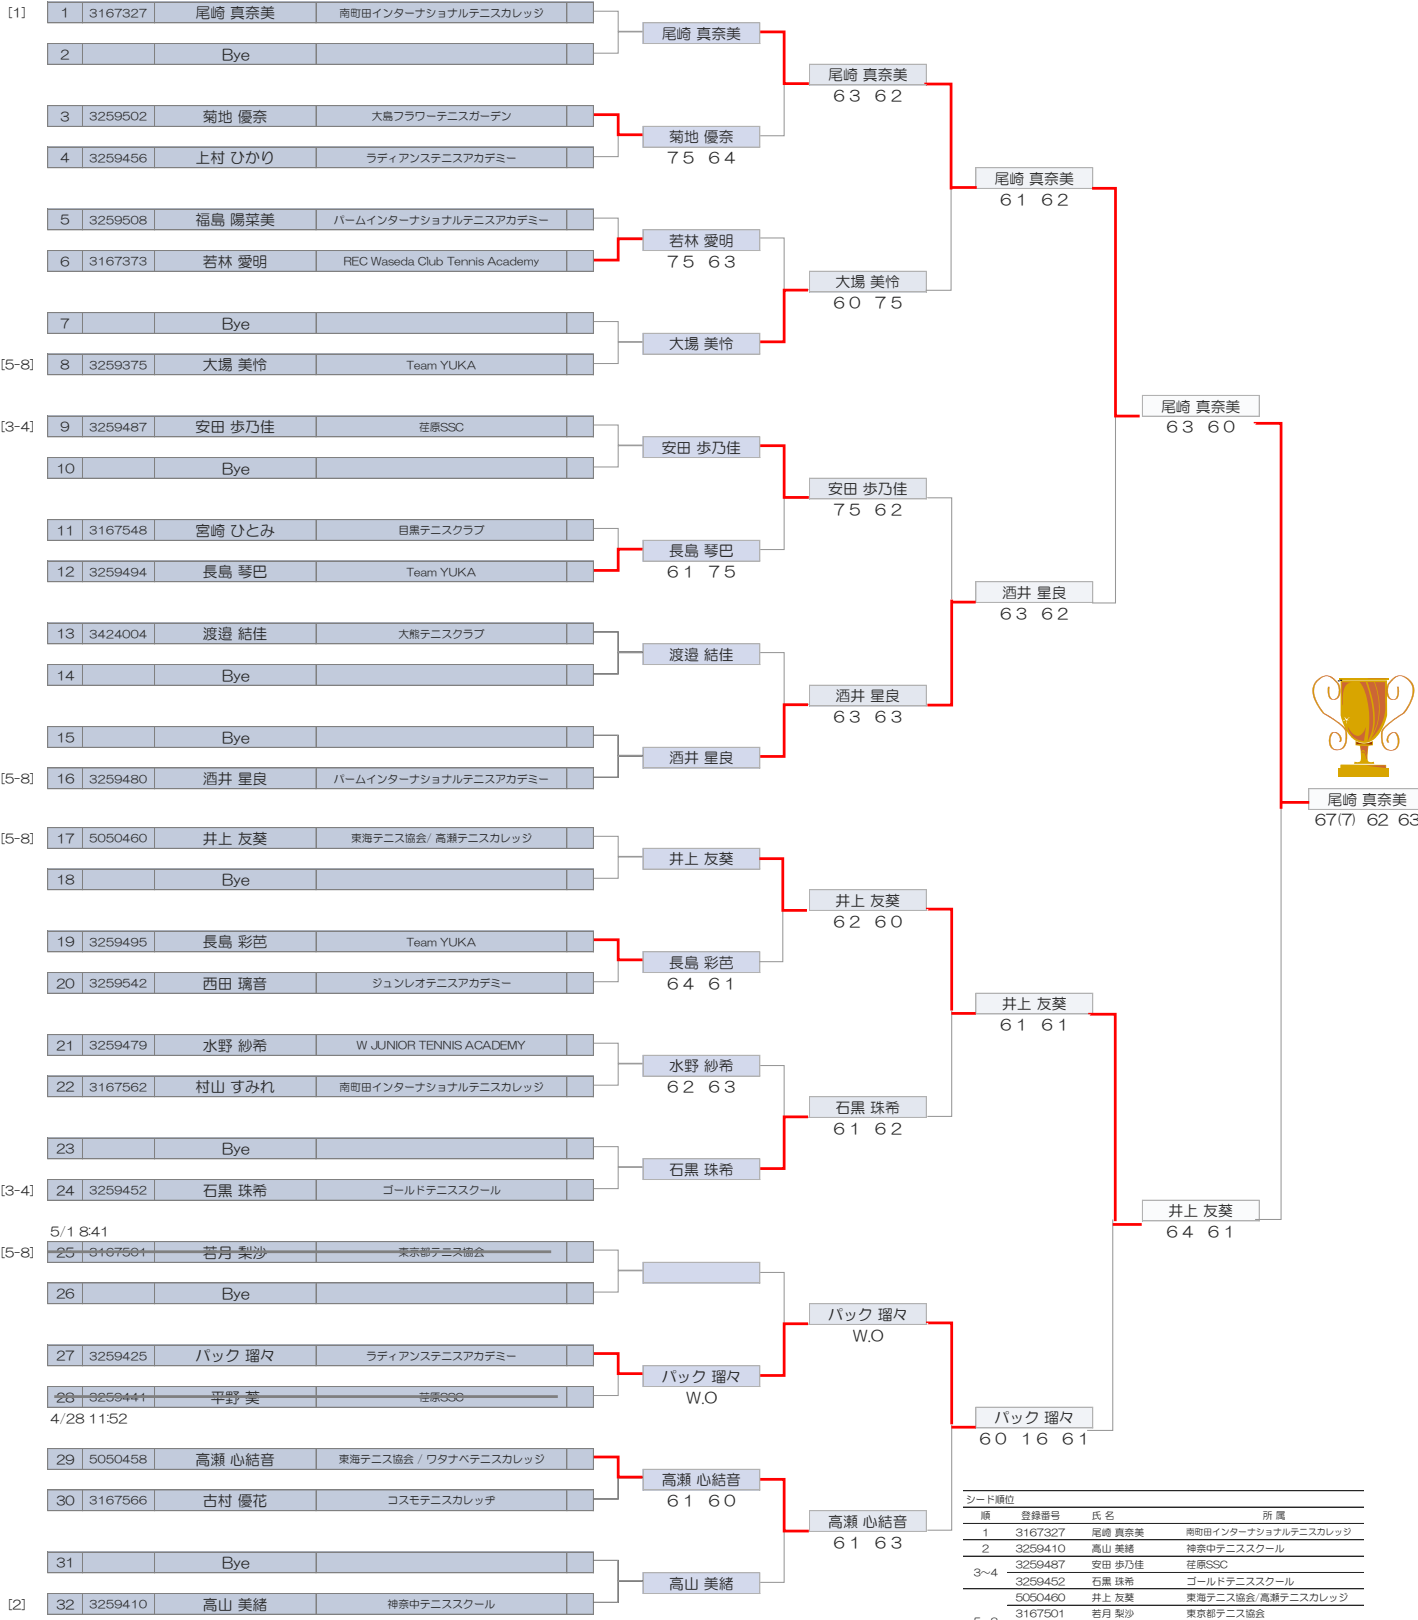 [1] 1 3167327 尾崎 真奈美 南町田インターナショナルテニスカレッジ
尾崎 真奈美
2 Bye
尾崎 真奈美
63 62
3 3259502 菊地 優奈 大島フラワーテニスガーデン
菊地 優奈
75 64
4 3259456 上村 ひかり ラディアンステニスアカデミー
尾崎 真奈美
61 62
5 3259508 福島 陽菜美 パームインターナショナルテニスアカデミー
若林 愛明
75 63
6 3167373 若林 愛明 REC Waseda Club Tennis Academy
大場 美怜
60 75
7 Bye
大場 美怜
[5-8] 8 3259375 大場 美怜 Team YUKA
尾崎 真奈美
63 60
[3-4] 9 3259487 安田 歩乃佳 荏原SSC
安田 歩乃佳
10 Bye
安田 歩乃佳
75 62
11 3167548 宮崎 ひとみ 目黒テニスクラブ
長島 琴巴
61 75
12 3259494 長島 琴巴 Team YUKA
酒井 星良
63 62
13 3424004 渡邉 結佳 大熊テニスクラブ
渡邉 結佳
14 Bye
酒井 星良
63 63
15 Bye
酒井 星良
[5-8] 16 3259480 酒井 星良 パームインターナショナルテニスアカデミー
尾崎 真奈美
67(7) 62 63
[5-8] 17 5050460 井上 友葵 東海テニス協会/ 高瀬テニスカレッジ
井上 友葵
18 Bye
井上 友葵
62 60
19 3259495 長島 彩芭 Team YUKA
長島 彩芭
64 61
20 3259542 西田 璃音 ジュンレオテニスアカデミー
井上 友葵
61 61
21 3259479 水野 紗希 W JUNIOR TENNIS ACADEMY
水野 紗希
62 63
22 3167562 村山 すみれ 南町田インターナショナルテニスカレッジ
石黒 珠希
61 62
23 Bye
石黒 珠希
[3-4] 24 3259452 石黒 珠希 ゴールドテニススクール
井上 友葵
64 61
5/1 8:41
[5-8] 25 3167501 若月 梨沙 東京都テニス協会
26 Bye
パック 瑠々
W.O
27 3259425 パック 瑠々 ラディアンステニスアカデミー
パック 瑠々
W.O
28 3259441 平野 芙 荏原SSC
4/28 11:52
パック 瑠々
60 16 61
29 5050458 高瀬 心結音 東海テニス協会 / ワタナベテニスカレッジ
高瀬 心結音
61 60
30 3167566 古村 優花 コスモテニスカレッヂ
高瀬 心結音
61 63
31 Bye
高山 美緒
[2] 32 3259410 高山 美緒 神奈中テニススクール
シード順位
順 登録番号 氏 名 所 属
1 3167327 尾崎 真奈美 南町田インターナショナルテニスカレッジ
2 3259410 高山 美緒 神奈中テニススクール
3～4 3259487 安田 歩乃佳 荏原SSC
3259452 石黒 珠希 ゴールドテニススクール
5050460 井上 友葵 東海テニス協会/高瀬テニスカレッジ
3167501 若月 梨沙 東京都テニス協会